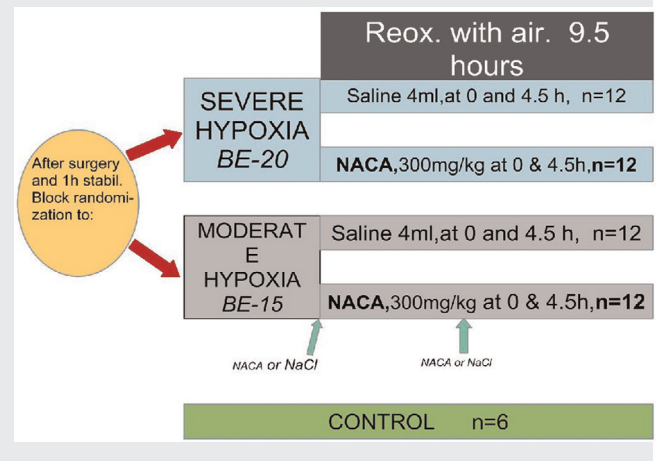 Reox. with air. 9.5
hours
SEVERE
HYPOXIA
BE-20
Saline 4ml,at 0 and 4.5 h, n=12
NACA,300mg/kg at 0 & 4.5h,n=12
After surgery
and 1h stabil.
Block randomi-
zation to:
MODERAT
E
HYPOXIA
BE-15
Saline 4ml,at 0 and 4.5 h, n=12
NACA,300mg/kg at 0 & 4.5h,n=12
NACA or NaCl
NACA or NaCl
CONTROL n=6